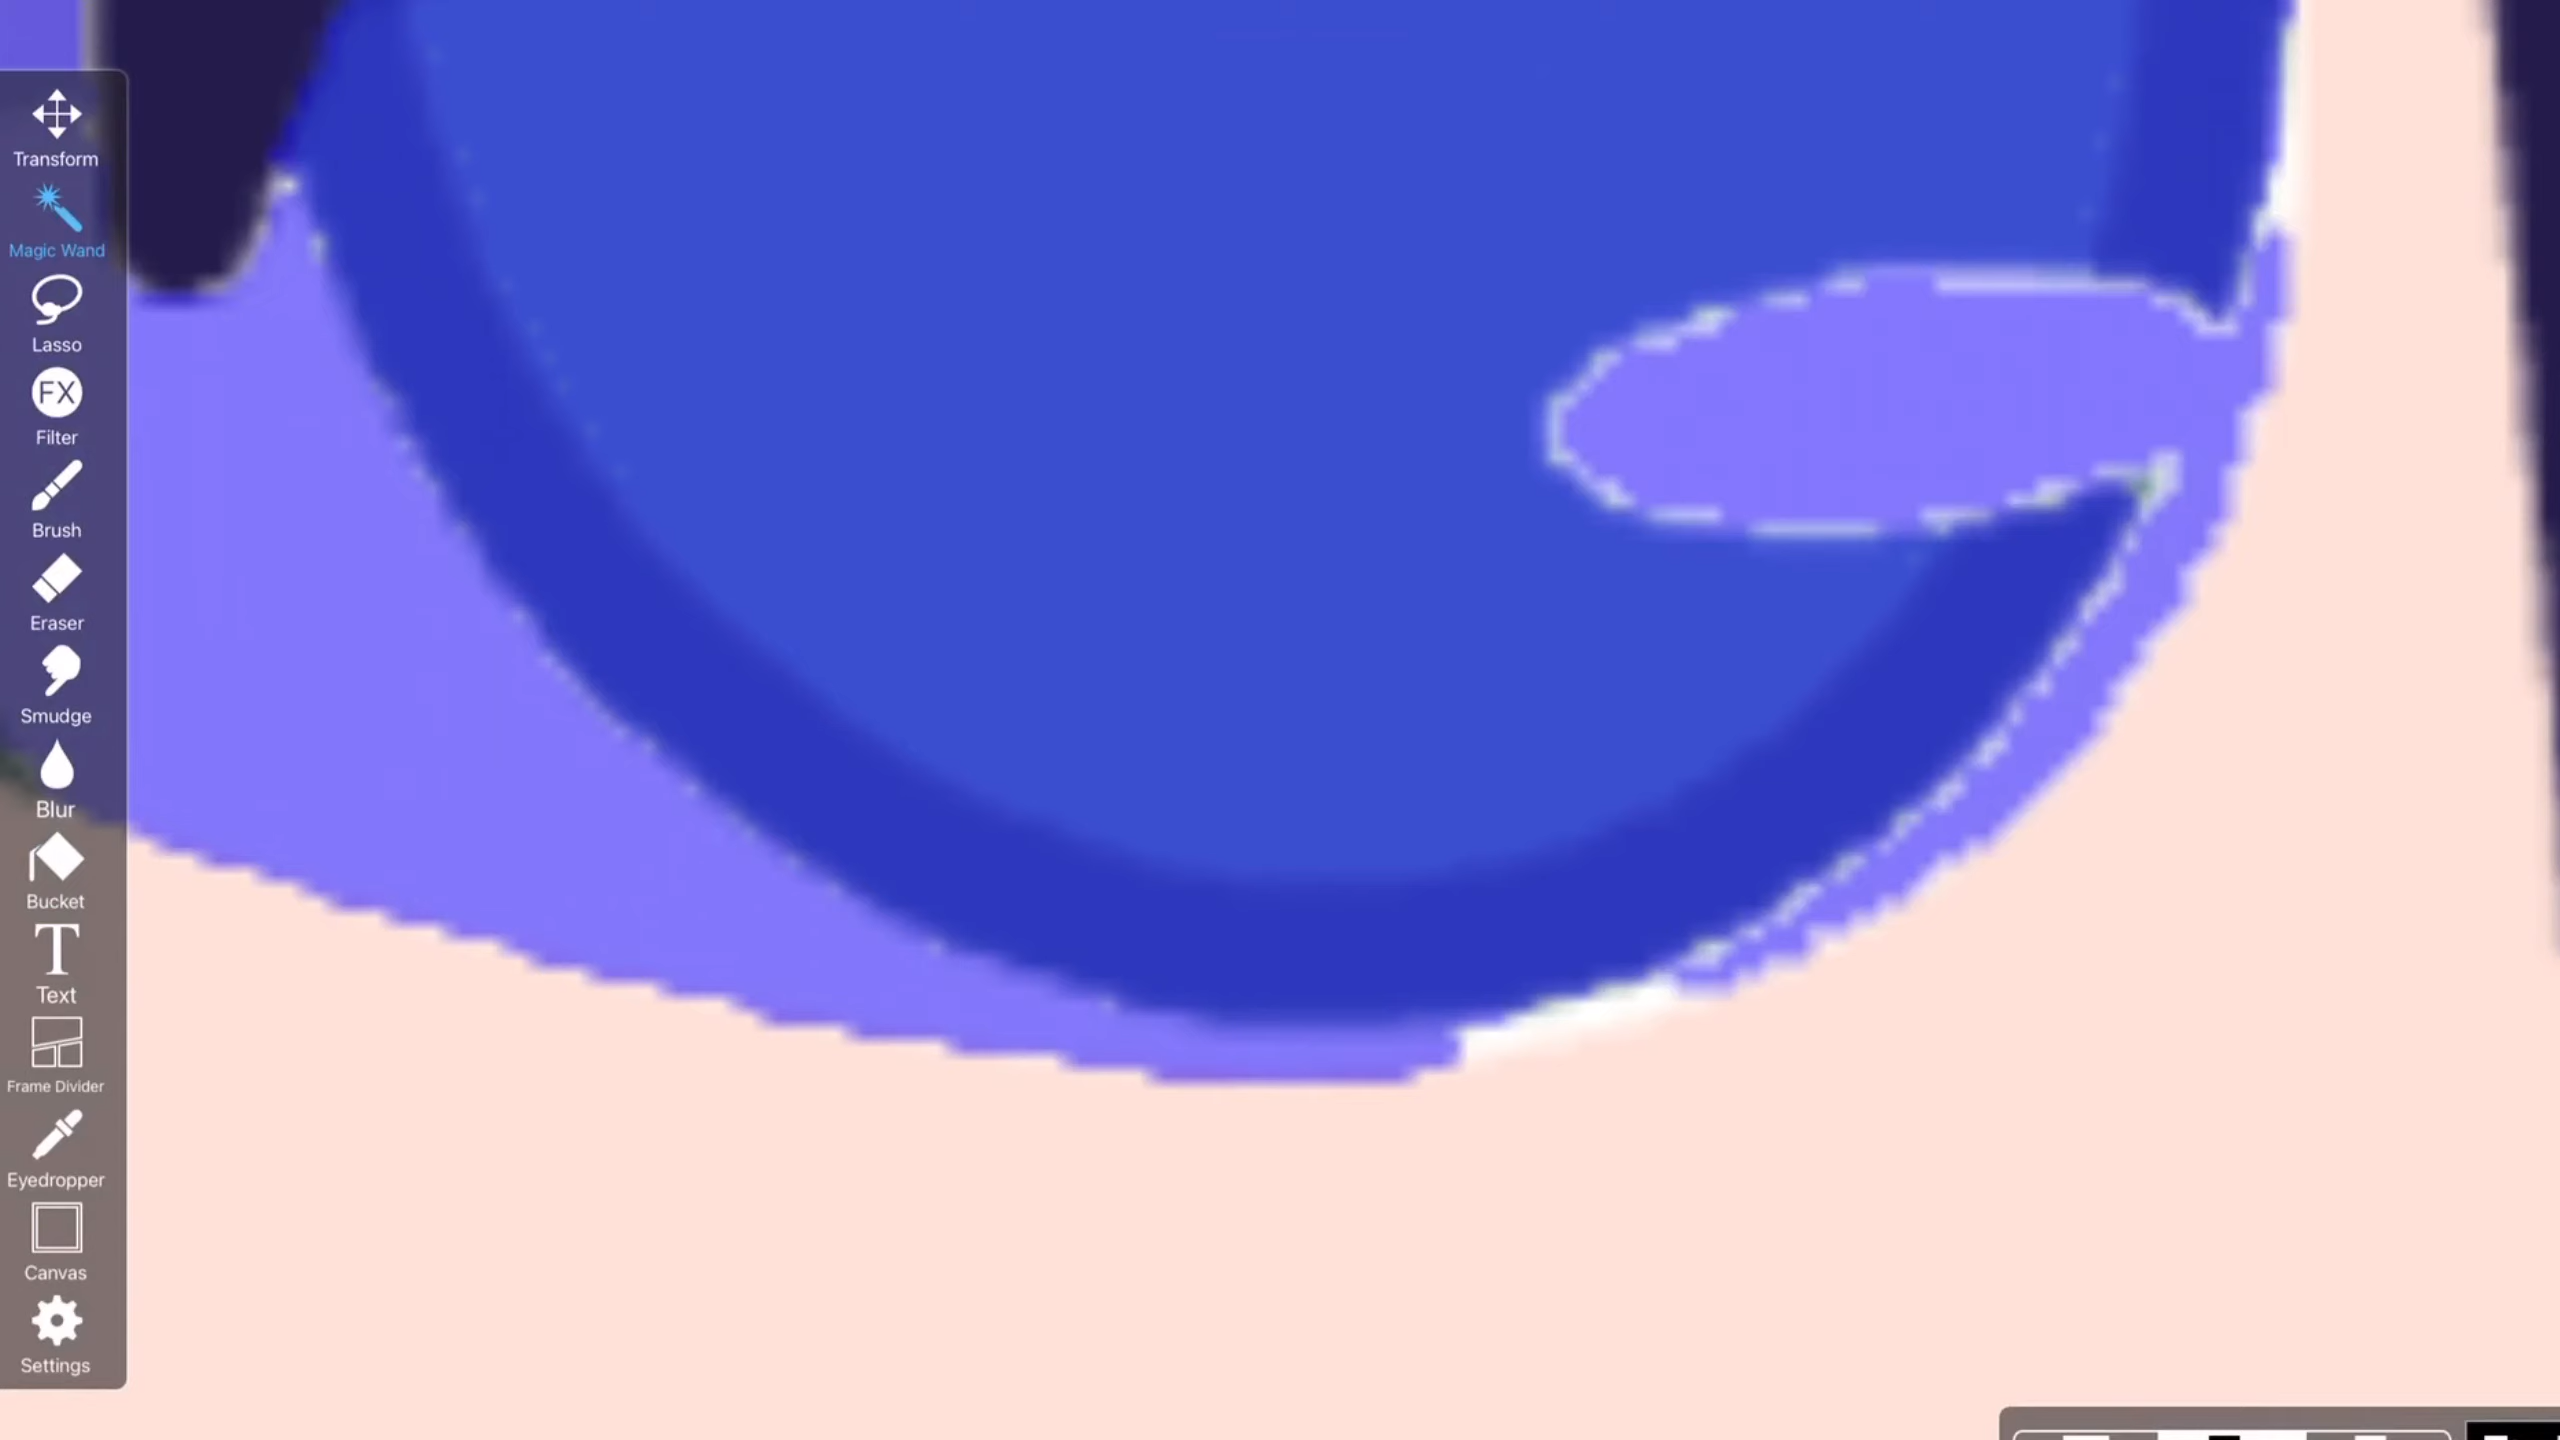 Transform
Magic Wand
Lasso
FX
Filter
Brush
Eraser
Smudge
Blur
Bucket
T
Text
Frame Divider
Eyedropper
Canvas
Settings